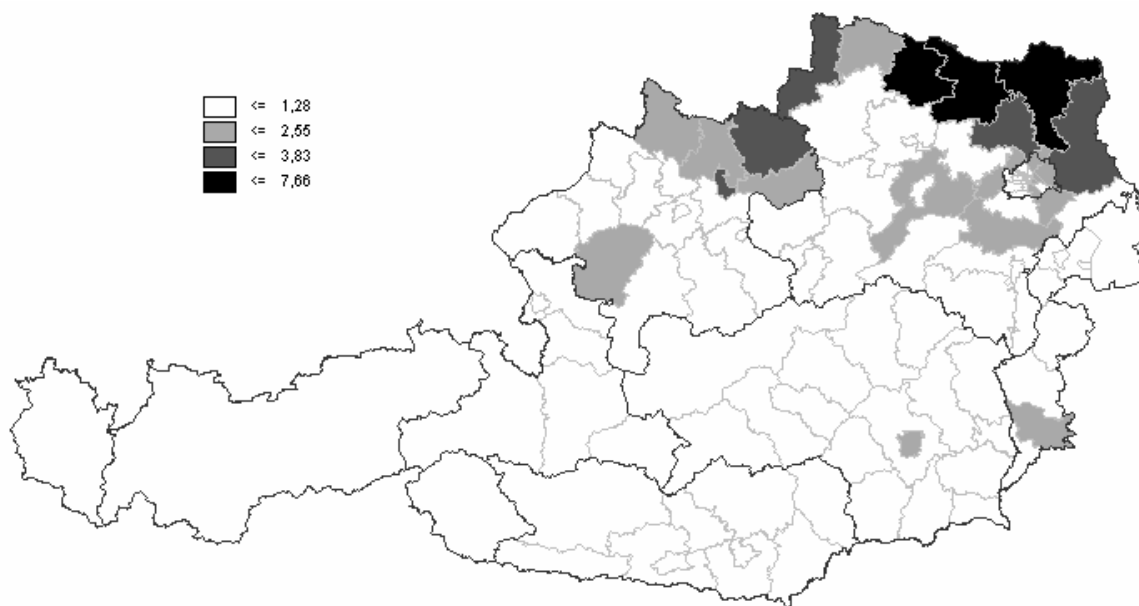 <= 1,28
<= 2,55
<= 3,83
<= 7,66